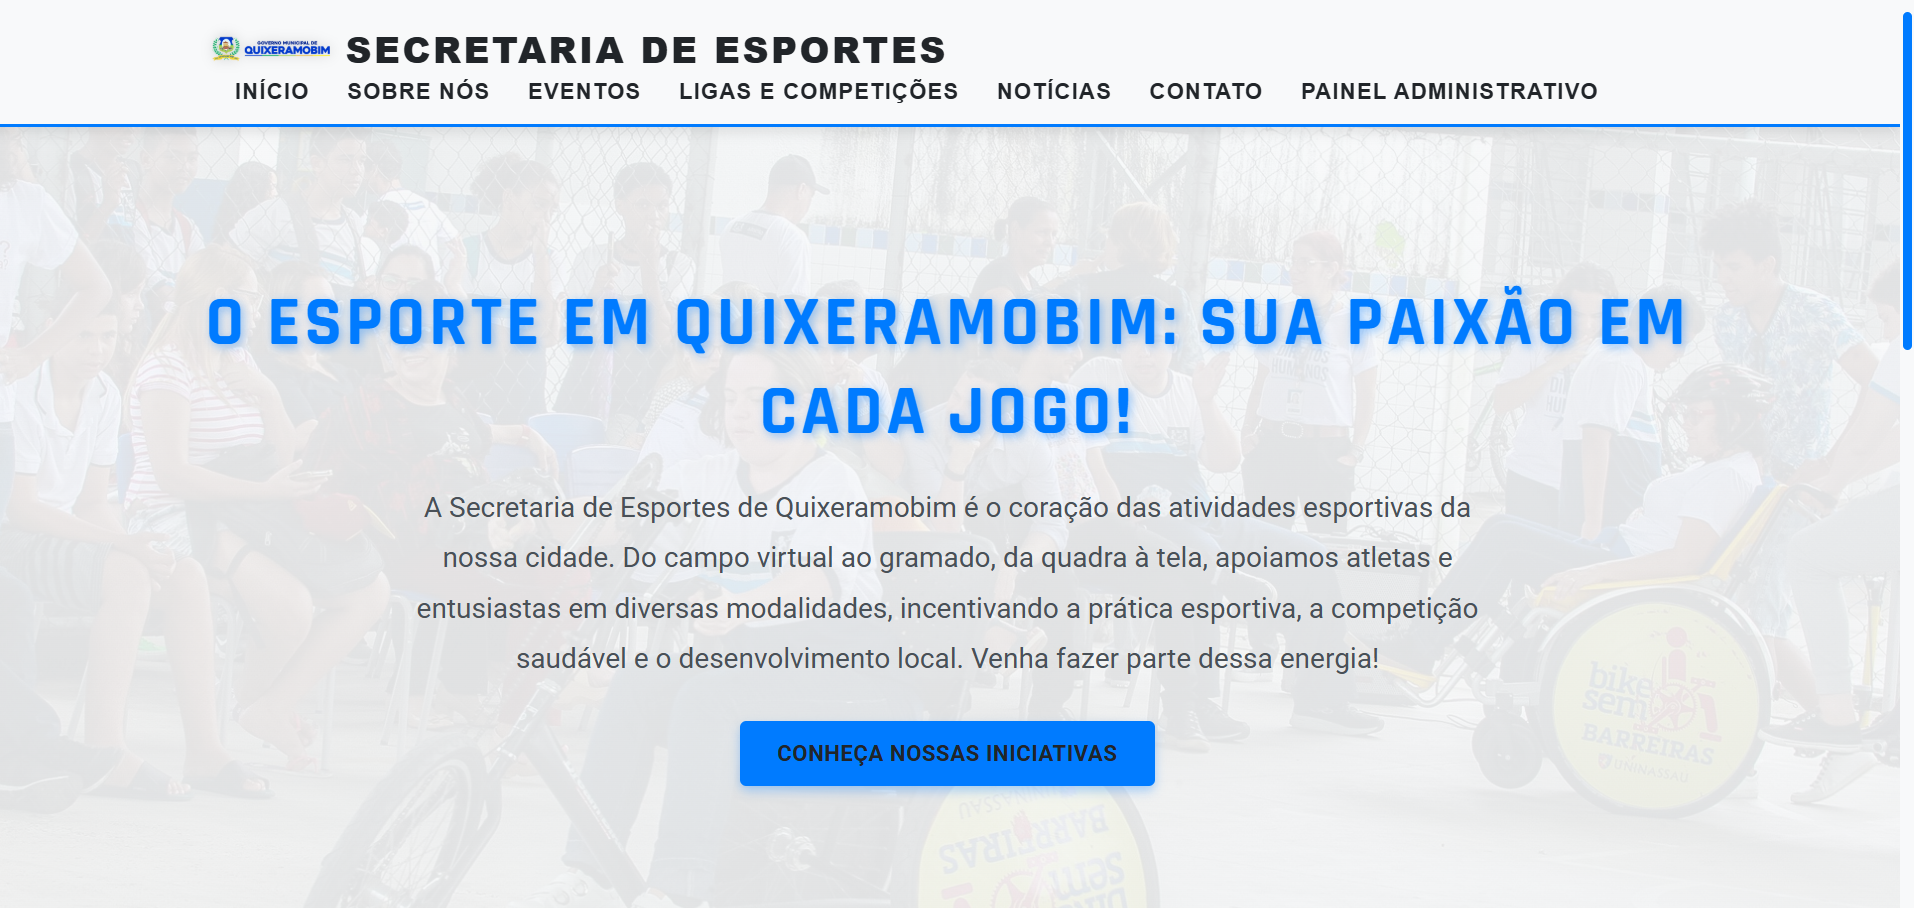 GOVERNO MUNICIPAL DE
QUIXERAMOBIM
SECRETARIA DE ESPORTES
INÍCIO SOBRE NÓS EVENTOS LIGAS E COMPETIÇÕES NOTÍCIAS CONTATO PAINEL ADMINISTRATIVO
O ESPORTE EM QUIXERAMOBIM: SUA PAIXÃO EM
CADA JOGO!
A Secretaria de Esportes de Quixeramobim é o coração das atividades esportivas da
nossa cidade. Do campo virtual ao gramado, da quadra à tela, apoiamos atletas e
entusiastas em diversas modalidades, incentivando a prática esportiva, a competição
saudável e o desenvolvimento local. Venha fazer parte dessa energia!
CONHEÇA NOSSAS INICIATIVAS
bike
sem
BARREIRAS
UNINASSAU
UNINASSAU
BARREIRAS
sem